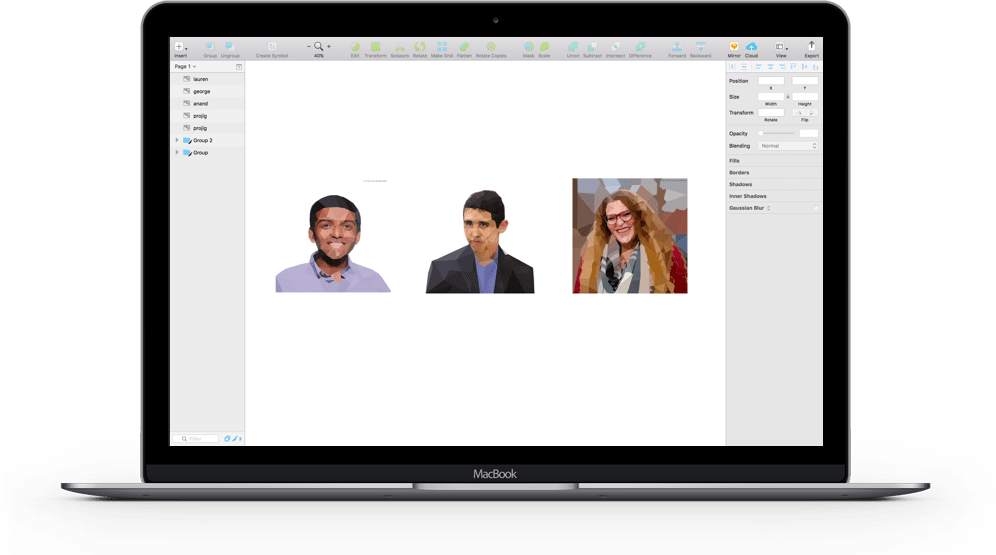 Insert Group Ungroup Create Symbol 40% Edit Transform Scissors Rotate Make Grid Flatten Rotate Copies Mask Scale Union Subtract Intersect Difference Forward Backward Mirror Cloud View Export
Page 1
lauren
george
anand
projig
projig
Group 2
Group
Filter
9
Position
X Y
Size
Width Height
Transform
Rotate Flip
Opacity
Blending Normal
Fills
Borders
Shadows
Inner Shadows
Gaussian Blur
MacBook